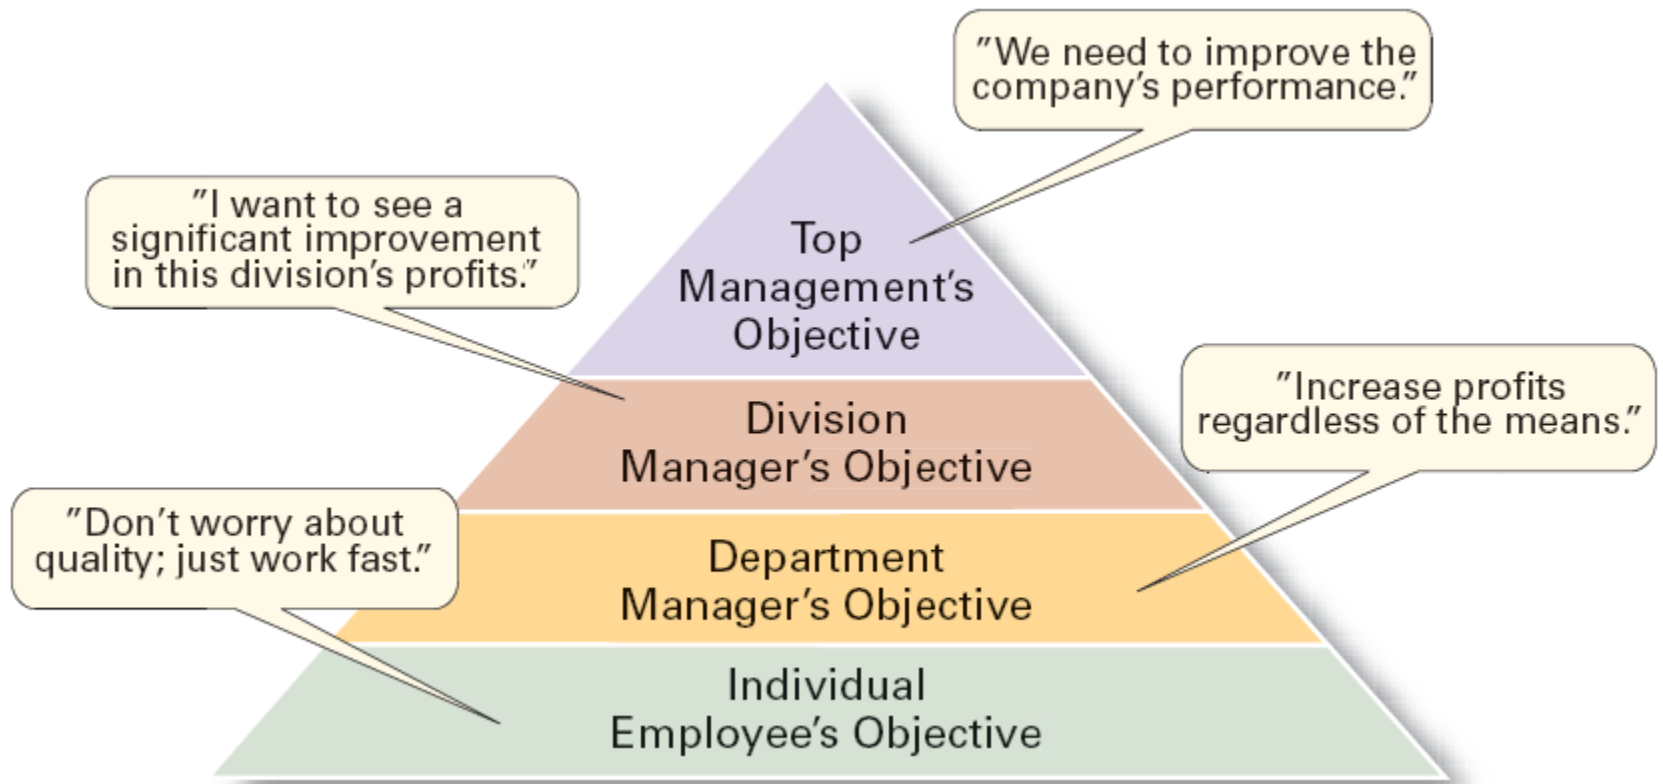 "We need to improve the
company's performance."
"I want to see a
significant improvement
in this division's profits."
Top
Management's
Objective
"Increase profits
regardless of the means."
Division
Manager's Objective
"Don't worry about
quality; just work fast."
Department
Manager's Objective
Individual
Employee's Objective